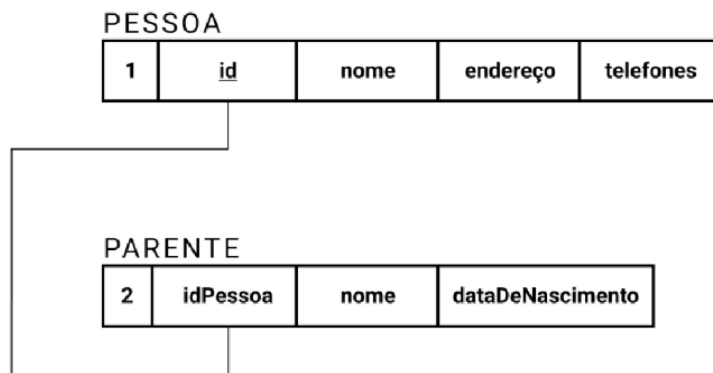 PESSOA
1 id nome endereço telefones
PARENTE
2 idPessoa nome dataDeNascimento